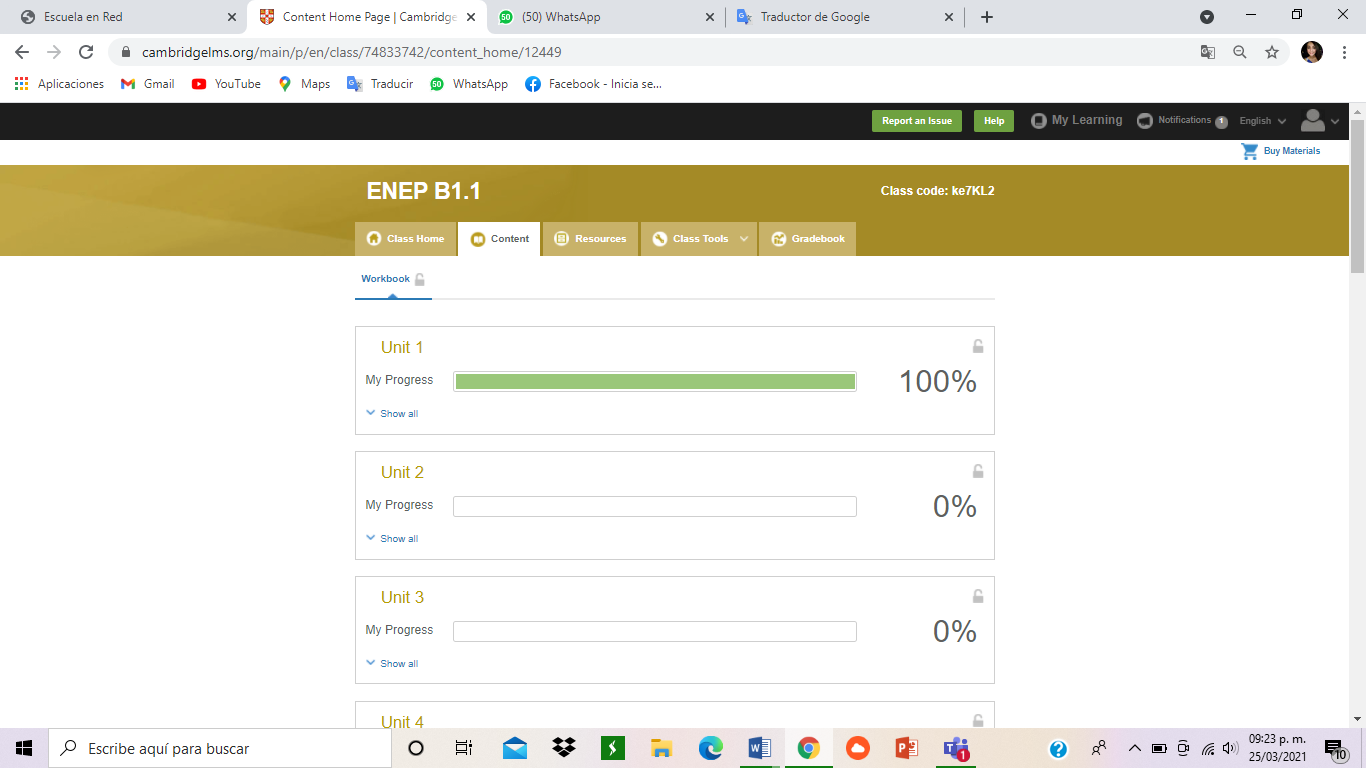 Escuela en Red
Content Home Page | Cambridge
(50) WhatsApp
Traductor de Google
cambridgelms.org/main/p/en/class/74833742/content_home/12449
Aplicaciones
Gmail
YouTube
Maps
Traducir
50
WhatsApp
Facebook - Inicia se...
Report an Issue
Help
My Learning
Notifications 1
English
Buy Materials
ENEP B1.1
Class code: ke7KL2
Class Home
Content
Resources
Class Tools
Gradebook
Workbook
Unit 1
My Progress
100%
Show all
Unit 2
My Progress
0%
Show all
Unit 3
My Progress
0%
Show all
Unit 4
Escribe aquí para buscar
1
09:23 p. m.
25/03/2021
10